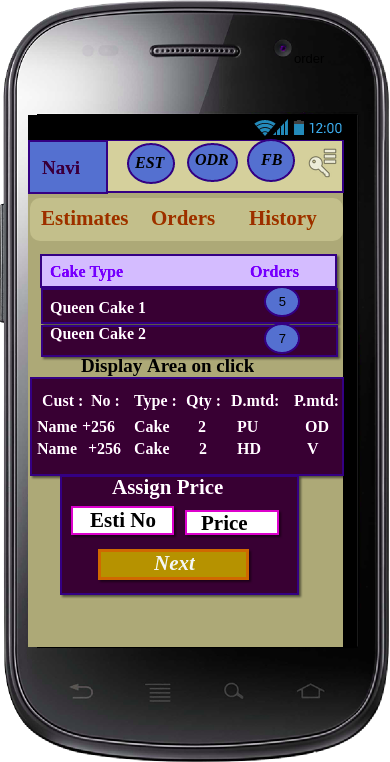 order
12:00
Navi EST ODR FB
Estimates Orders History
Cake Type Orders
Queen Cake 1 5
Queen Cake 2 7
Display Area on click
Cust : No : Type : Qty : D.mtd: P.mtd:
Name +256 Cake 2 PU OD
Name +256 Cake 2 HD V
Assign Price
Esti No Price
Next